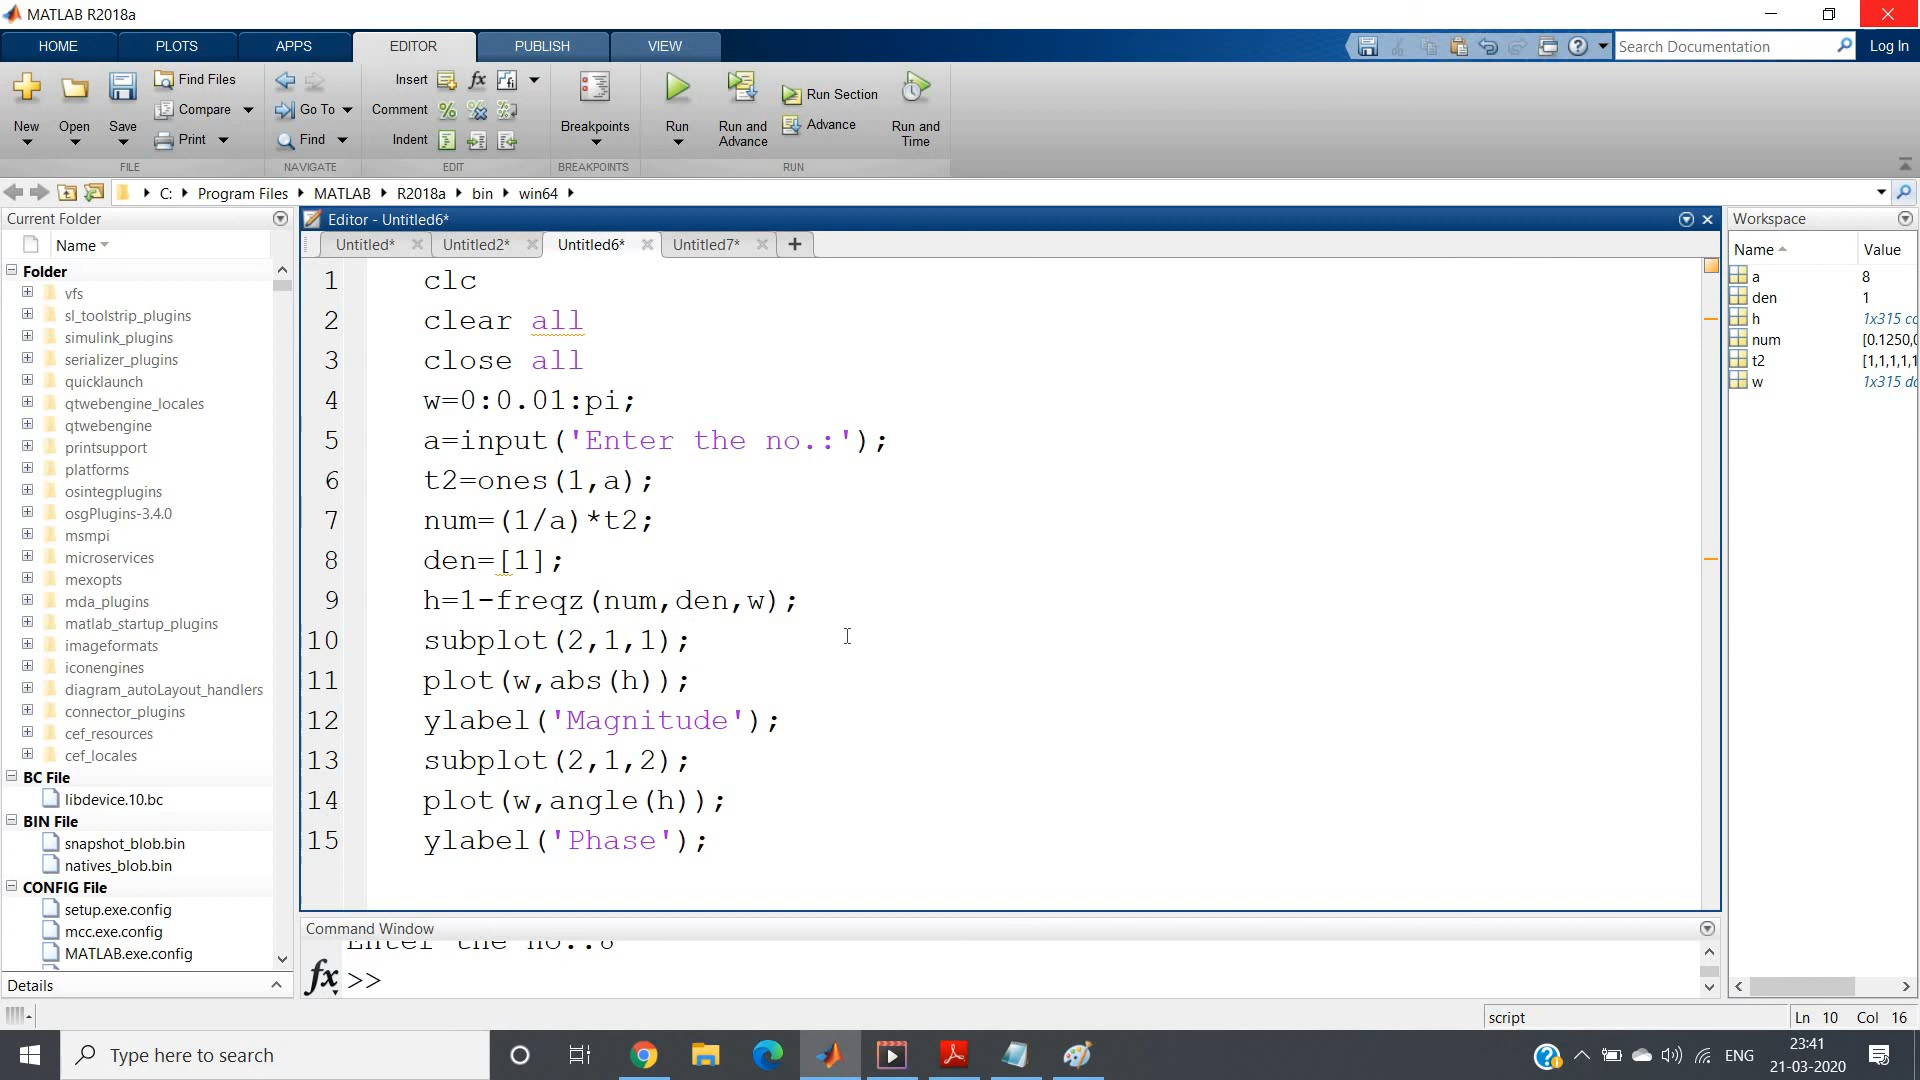 MATLAB R2018a
HOME PLOTS APPS EDITOR PUBLISH VIEW
Search Documentation Log In
New Open Save Find Files Compare Print
FILE
Go To Find
NAVIGATE
Insert fx
Comment
Indent
EDIT
Breakpoints
BREAKPOINTS
Run Run and Advance Run Section Advance Run and Time
RUN
C: Program Files MATLAB R2018a bin win64
Current Folder
Name
Folder
vfs
sl_toolstrip_plugins
simulink_plugins
serializer_plugins
quicklaunch
qtwebengine_locales
qtwebengine
printsupport
platforms
osintegplugins
osgPlugins-3.4.0
msmpi
microservices
mexopts
mda_plugins
matlab_startup_plugins
imageformats
iconengines
diagram_autoLayout_handlers
connector_plugins
cef_resources
cef_locales
BC File
libdevice.10.bc
BIN File
snapshot_blob.bin
natives_blob.bin
CONFIG File
setup.exe.config
mcc.exe.config
MATLAB.exe.config
Details
Editor - Untitled6*
Untitled* Untitled2* Untitled6* Untitled7*
1 clc
2 clear all
3 close all
4 w=0:0.01:pi;
5 a=input('Enter the no.:');
6 t2=ones(1,a);
7 num=(1/a)*t2;
8 den=[1];
9 h=1-freqz(num,den,w);
10 subplot(2,1,1);
11 plot(w,abs(h));
12 ylabel('Magnitude');
13 subplot(2,1,2);
14 plot(w,angle(h));
15 ylabel('Phase');
Command Window
Enter the no.:8
fx >>
Workspace
Name Value
a 8
den 1
h 1x315 co
num [0.1250,0
t2 [1,1,1,1,1
w 1x315 do
script Ln 10 Col 16
Type here to search
ENG
23:41
21-03-2020